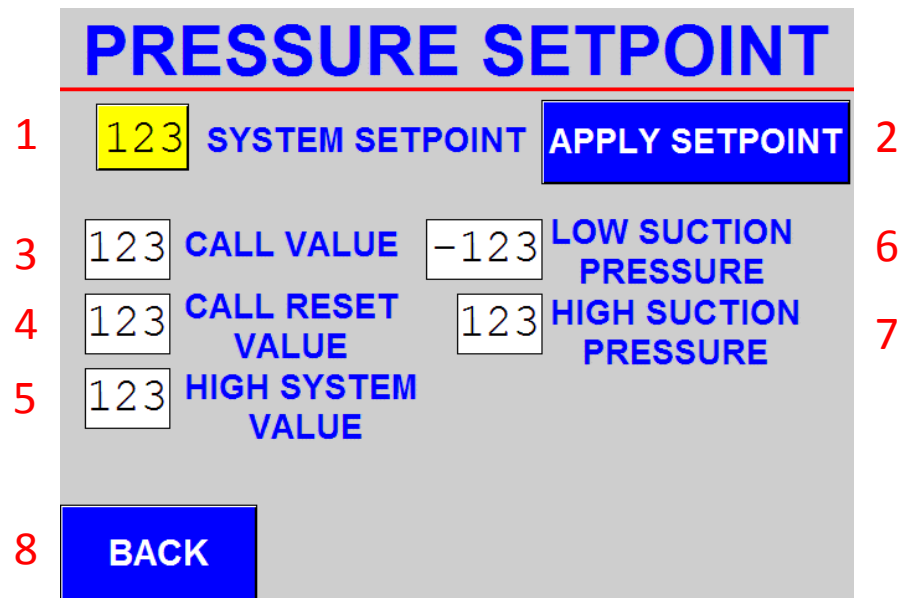 PRESSURE SETPOINT
1 123 SYSTEM SETPOINT APPLY SETPOINT 2
3 123 CALL VALUE -123 LOW SUCTION PRESSURE 6
4 123 CALL RESET VALUE 123 HIGH SUCTION PRESSURE 7
5 123 HIGH SYSTEM VALUE
8 BACK